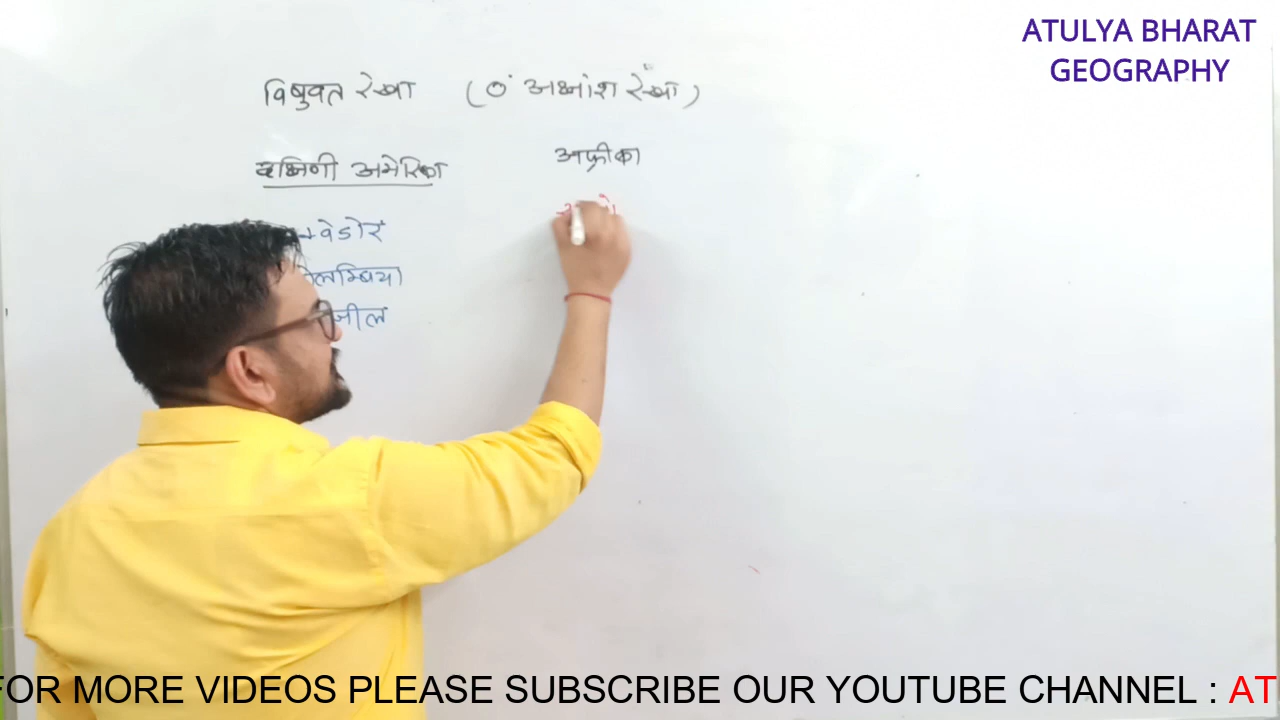 ATULYA BHARAT
GEOGRAPHY
विषुवत रेखा (0° अक्षांश रेखा)
दक्षिणी अमेरिका
अफ्रीका
FOR MORE VIDEOS PLEASE SUBSCRIBE OUR YOUTUBE CHANNEL : AT